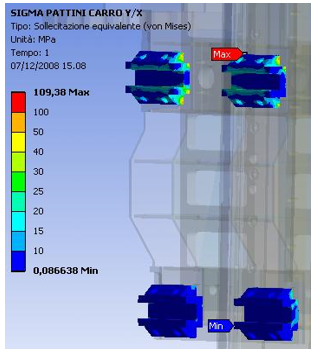 SIGMA PATTINI CARRO Y/X
Tipo: Sollecitazione equivalente (von Mises)
Unità: MPa
Tempo: 1
07/12/2008 15.08
Max
109,38 Max
100
50
40
30
25
20
15
10
0,086638 Min
Min